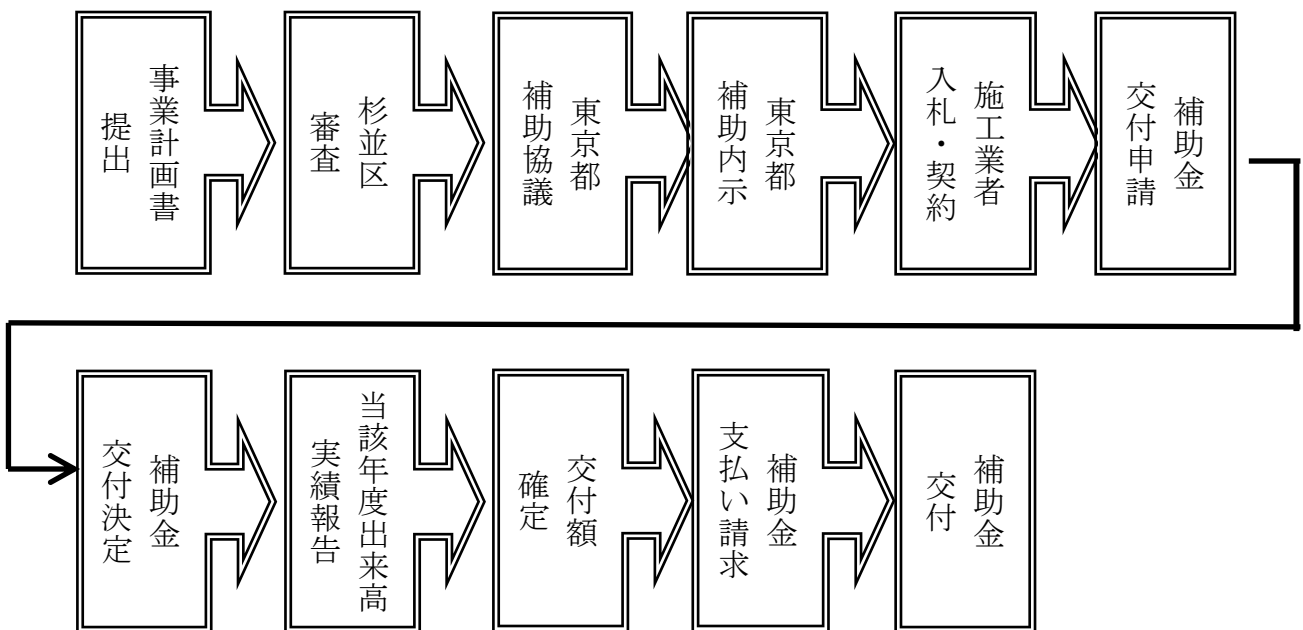 事業計画書
提出
杉並区
審査
東京都
補助協議
東京都
補助内示
施工業者
入札・契約
補助金
交付申請
補助金
交付決定
当該年度出来高
実績報告
交付額
確定
補助金
支払い請求
補助金
交付